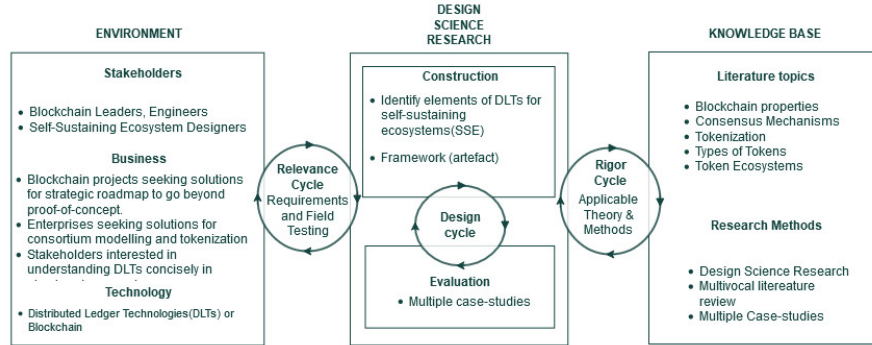 ENVIRONMENT
Stakeholders
• Blockchain Leaders, Engineers
• Self-Sustaining Ecosystem Designers
Business
• Blockchain projects seeking solutions
for strategic roadmap to go beyond
proof-of-concept.
• Enterprises seeking solutions for
consortium modelling and tokenization
• Stakeholders interested in
understanding DLTs concisely in
Technology
• Distributed Ledger Technologies(DLTs) or
Blockchain
Relevance
Cycle
Requirements
and Field
Testing
DESIGN
SCIENCE
RESEARCH
Construction
• Identify elements of DLTs for
self-sustaining
ecosystems(SSE)
• Framework (artefact)
Design
cycle
Evaluation
• Multiple case-studies
Rigor
Cycle
Applicable
Theory &
Methods
KNOWLEDGE BASE
Literature topics
• Blockchain properties
• Consensus Mechanisms
• Tokenization
• Types of Tokens
• Token Ecosystems
Research Methods
• Design Science Research
• Multivocal litereature
review
• Multiple Case-studies